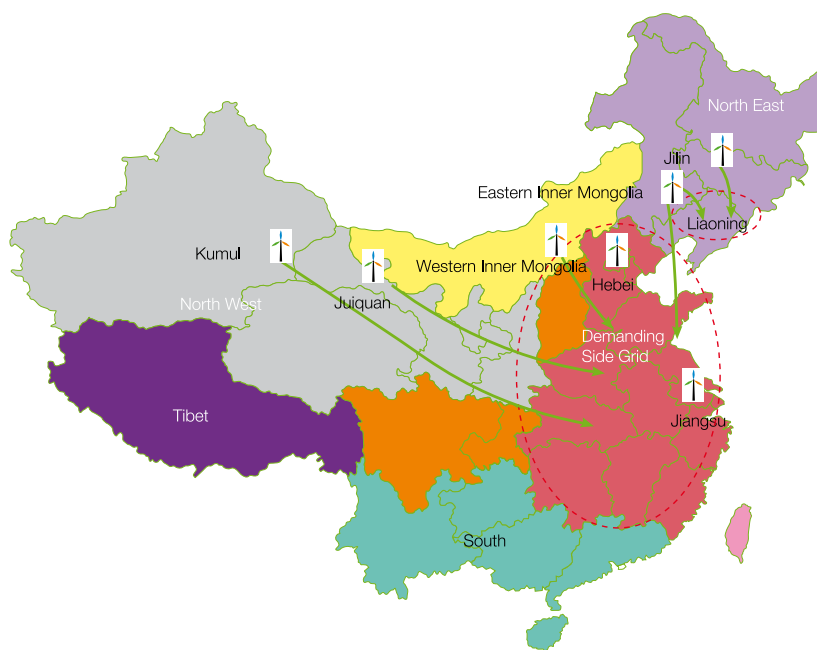 North East
Jilin
Eastern Inner Mongolia
Liaoning
Kumul
Western Inner Mongolia
Hebei
North West
Juiquan
Demanding
Side Grid
Tibet
Jiangsu
South